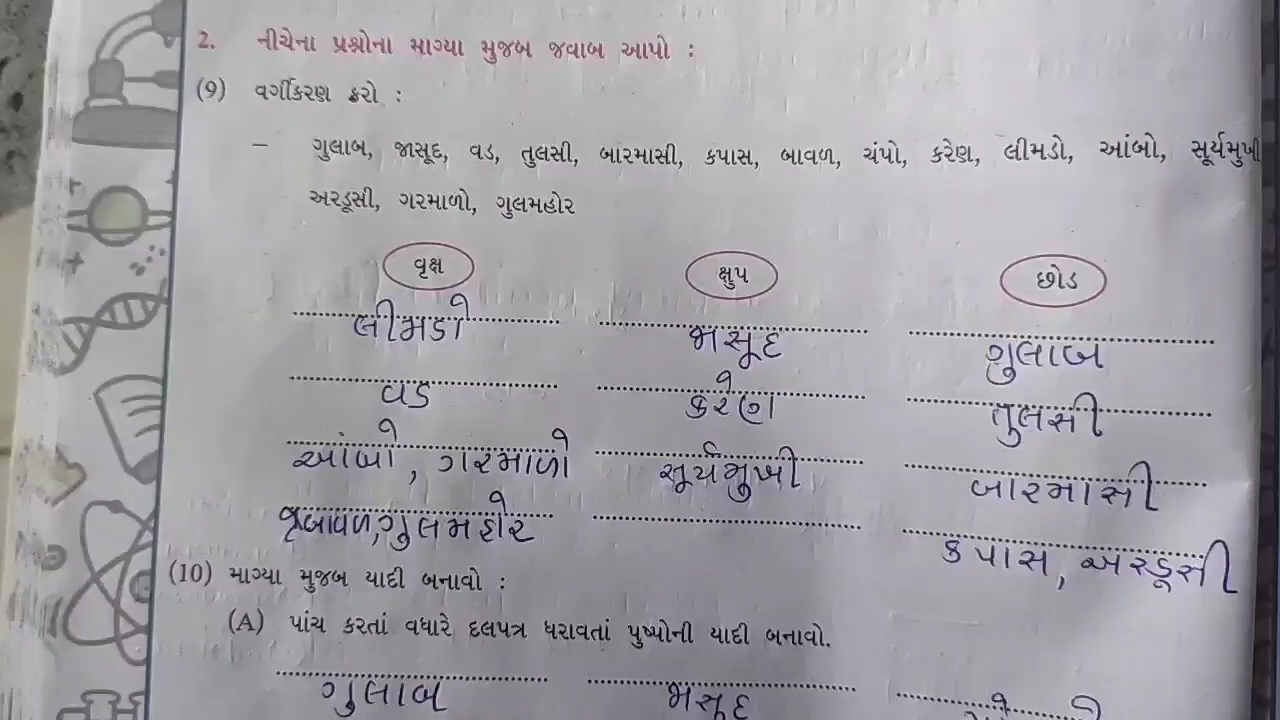 2. નીચેના પ્રશ્નોના માગ્યા મુજબ જવાબ આપો :
(9) વર્ગીકરણ કરો :
– ગુલાબ, જાસૂદ, વડ, તુલસી, બારમાસી, કપાસ, બાવળ, ચંપો, કરેણ, લીમડો, આંબો, સૂર્યમુખી
અરડૂસી, ગરમાળો, ગુલમહોર
વૃક્ષ ક્ષુપ છોડ
લીમડો જાસૂદ ગુલાબ
વડ કરેણ તુલસી
આંબો, ગરમાળો સૂર્યમુખી બારમાસી
બાવળ, ગુલમહોર કપાસ, અરડૂસી
(10) માગ્યા મુજબ યાદી બનાવો :
(A) પાંચ કરતાં વધારે દલપત્ર ધરાવતાં પુષ્પોની યાદી બનાવો.
ગુલાબ જાસૂદ